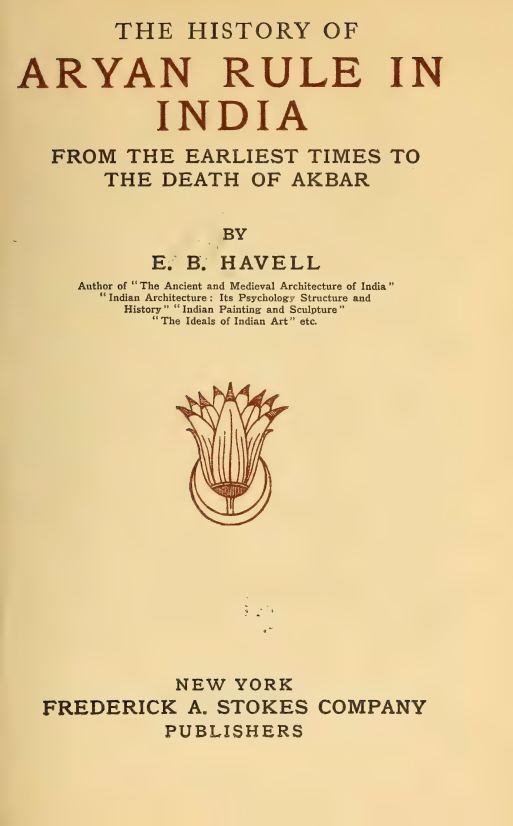 THE HISTORY OF
ARYAN RULE IN
INDIA
FROM THE EARLIEST TIMES TO
THE DEATH OF AKBAR
BY
E. B. HAVELL
Author of "The Ancient and Medieval Architecture of India"
"Indian Architecture: Its Psychology Structure and
History" "Indian Painting and Sculpture"
"The Ideals of Indian Art" etc.
NEW YORK
FREDERICK A. STOKES COMPANY
PUBLISHERS